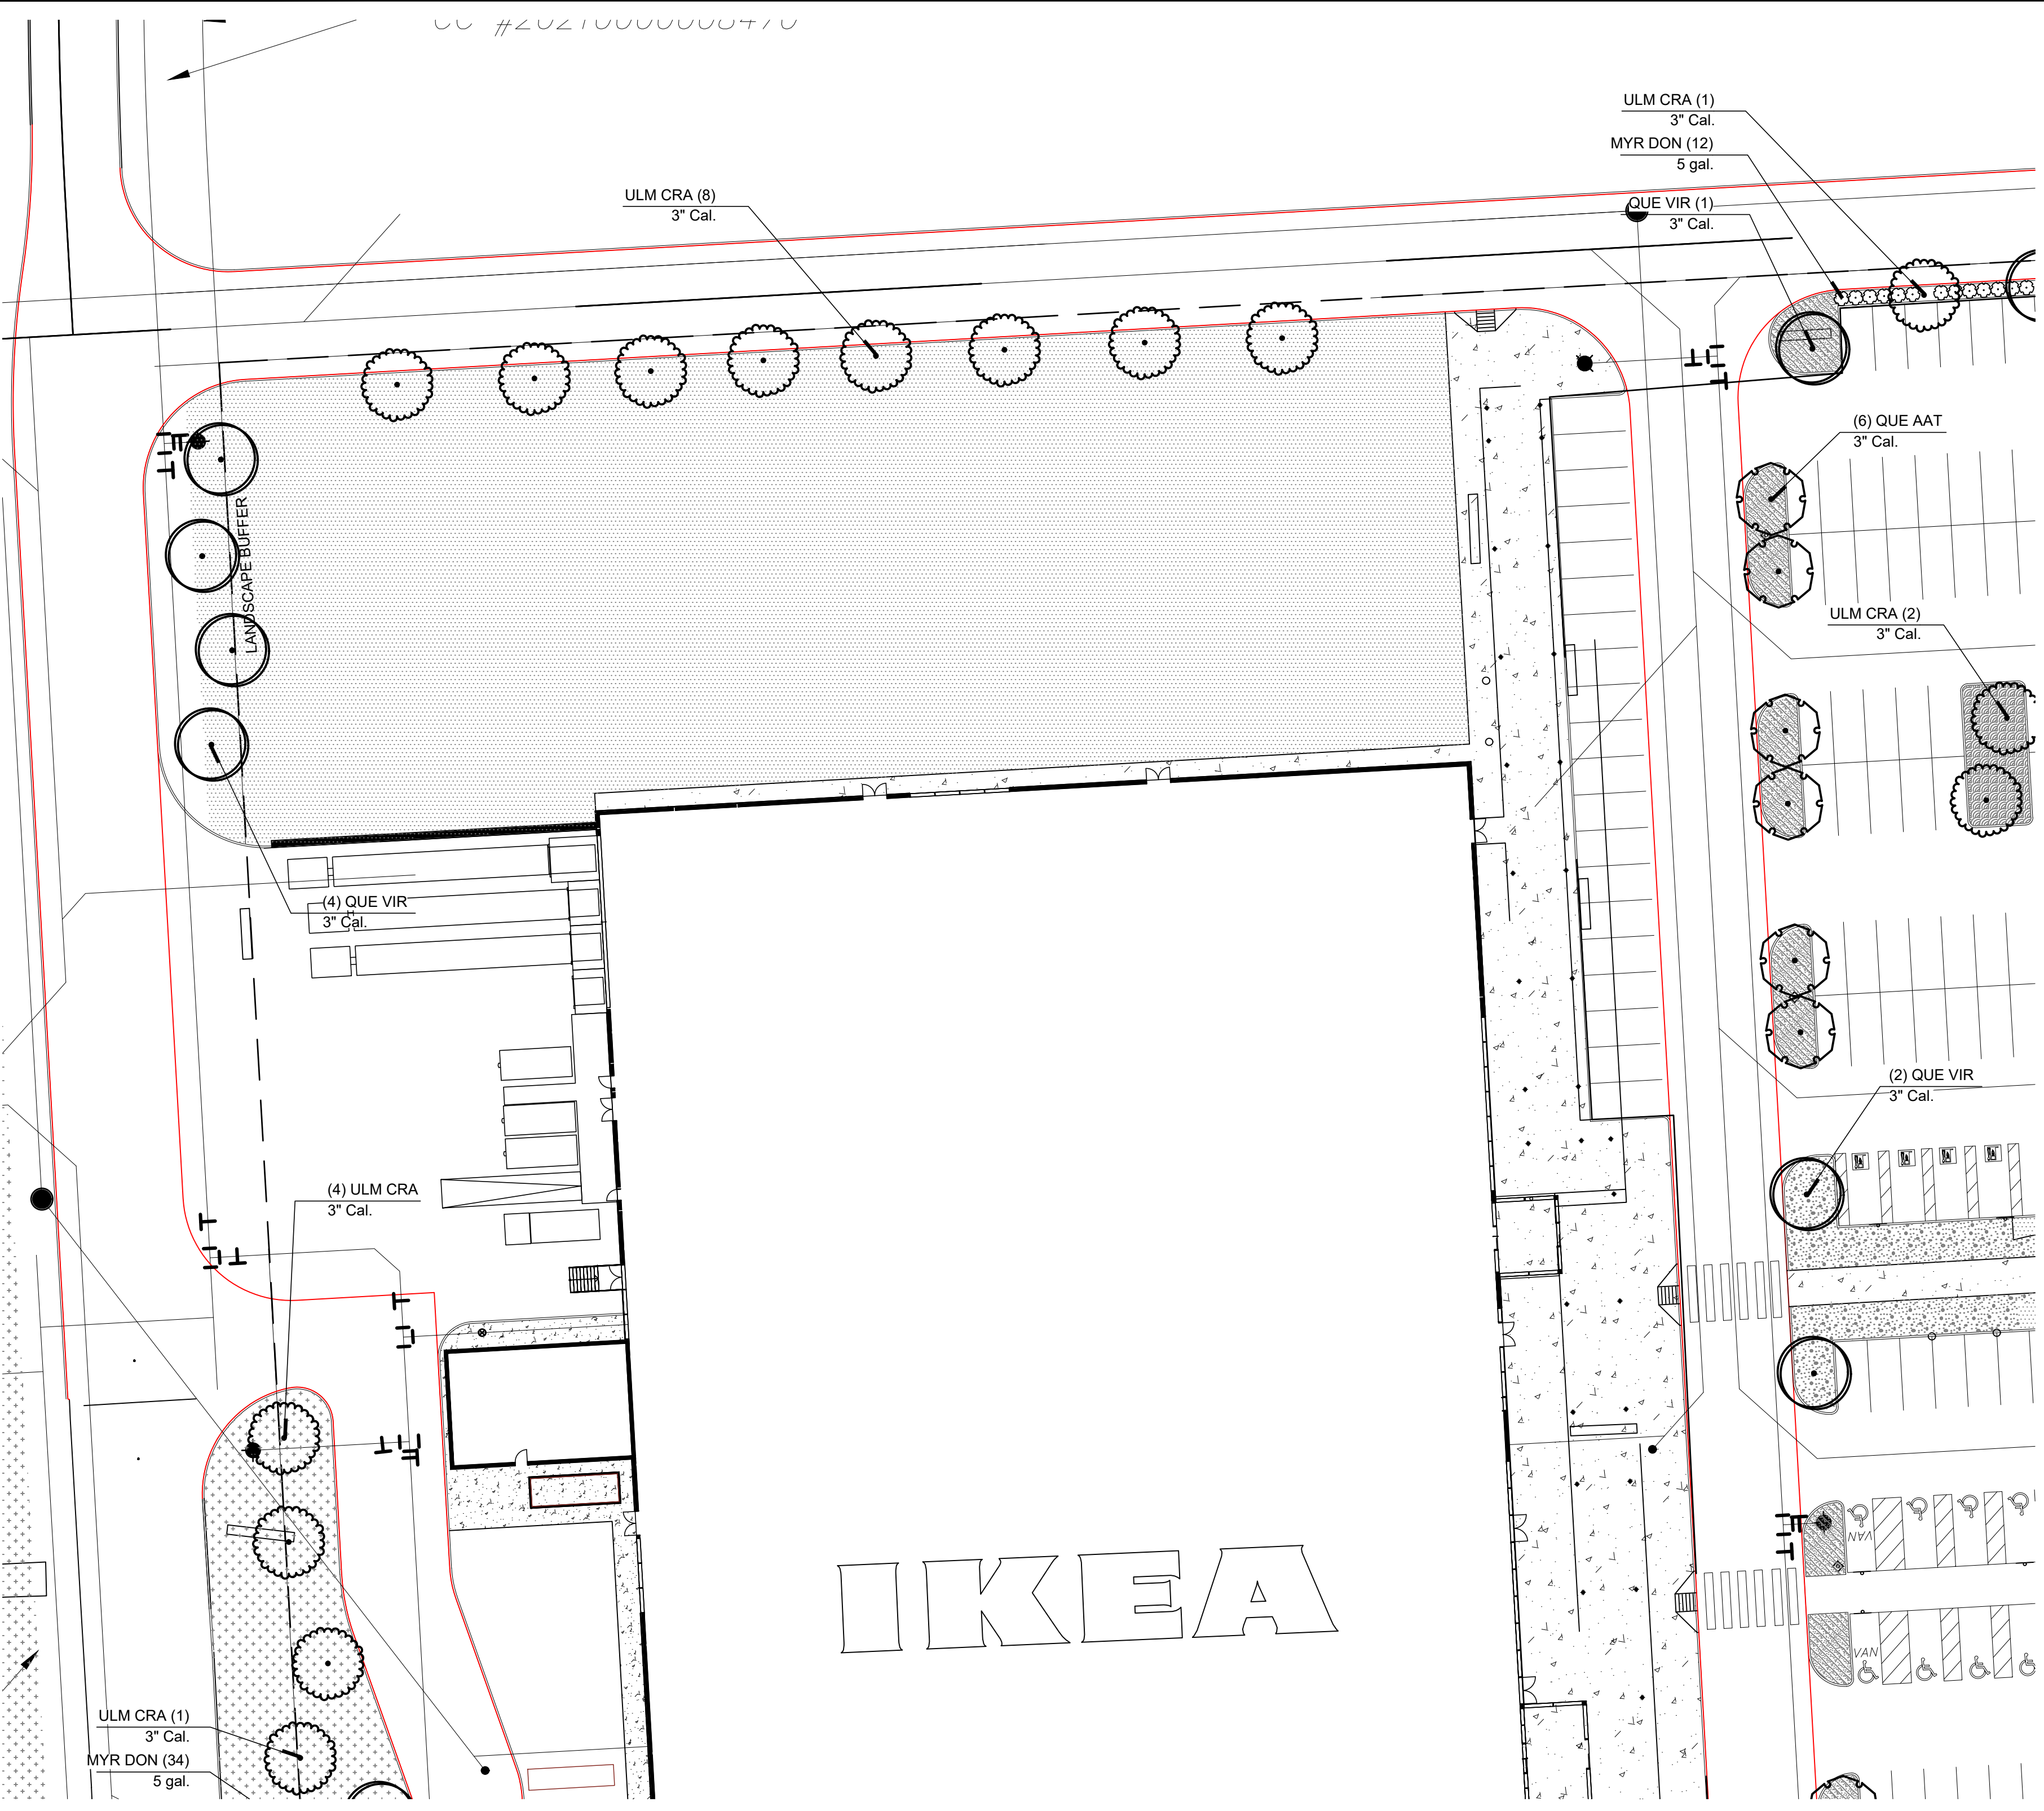 ULM CRA (1)
3" Cal.
MYR DON (12)
5 gal.
ULM CRA (8)
3" Cal.
QUE VIR (1)
3" Cal.
(6) QUE AAT
3" Cal.
LANDSCAPE BUFFER
ULM CRA (2)
3" Cal.
(4) QUE VIR
3" Cal.
(2) QUE VIR
3" Cal.
(4) ULM CRA
3" Cal.
VAN
IKEA
VAN
ULM CRA (1)
3" Cal.
MYR DON (34)
5 gal.